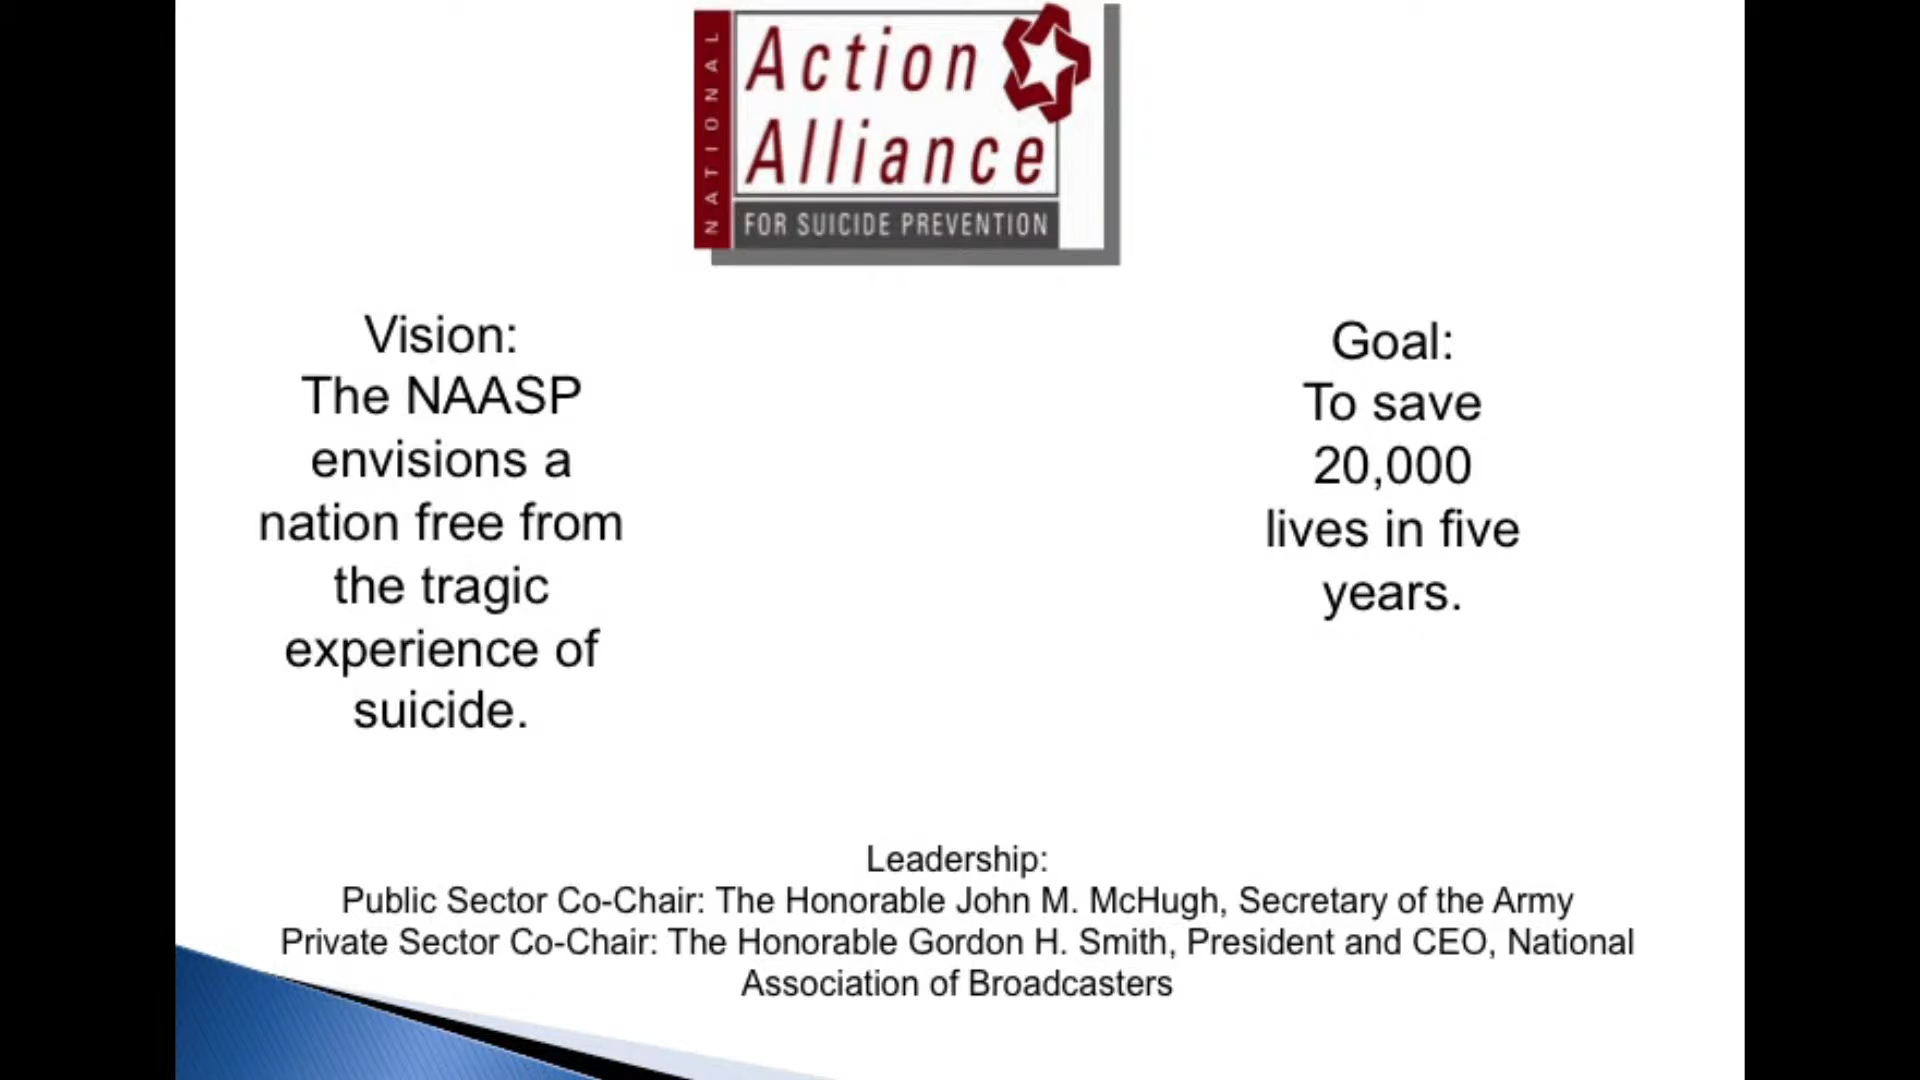 NATIONAL
Action
Alliance
FOR SUICIDE PREVENTION
Vision:
The NAASP
envisions a
nation free from
the tragic
experience of
suicide.
Goal:
To save
20,000
lives in five
years.
Leadership:
Public Sector Co-Chair: The Honorable John M. McHugh, Secretary of the Army
Private Sector Co-Chair: The Honorable Gordon H. Smith, President and CEO, National
Association of Broadcasters